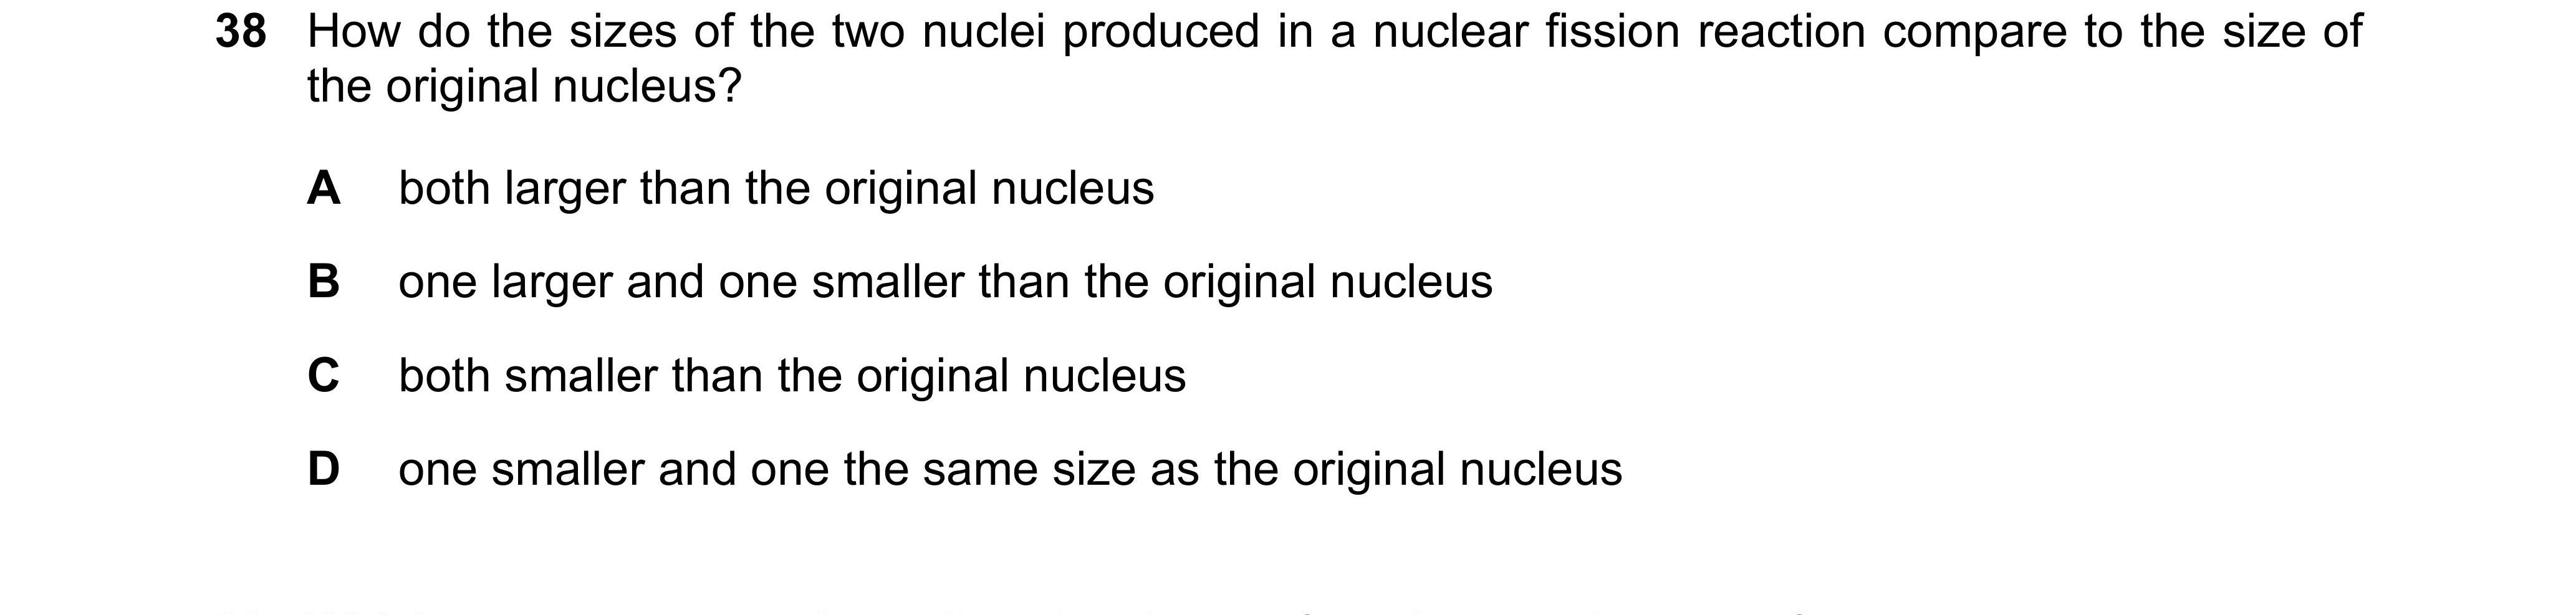 38 How do the sizes of the two nuclei produced in a nuclear fission reaction compare to the size of
the original nucleus?
A both larger than the original nucleus
B one larger and one smaller than the original nucleus
C both smaller than the original nucleus
D one smaller and one the same size as the original nucleus